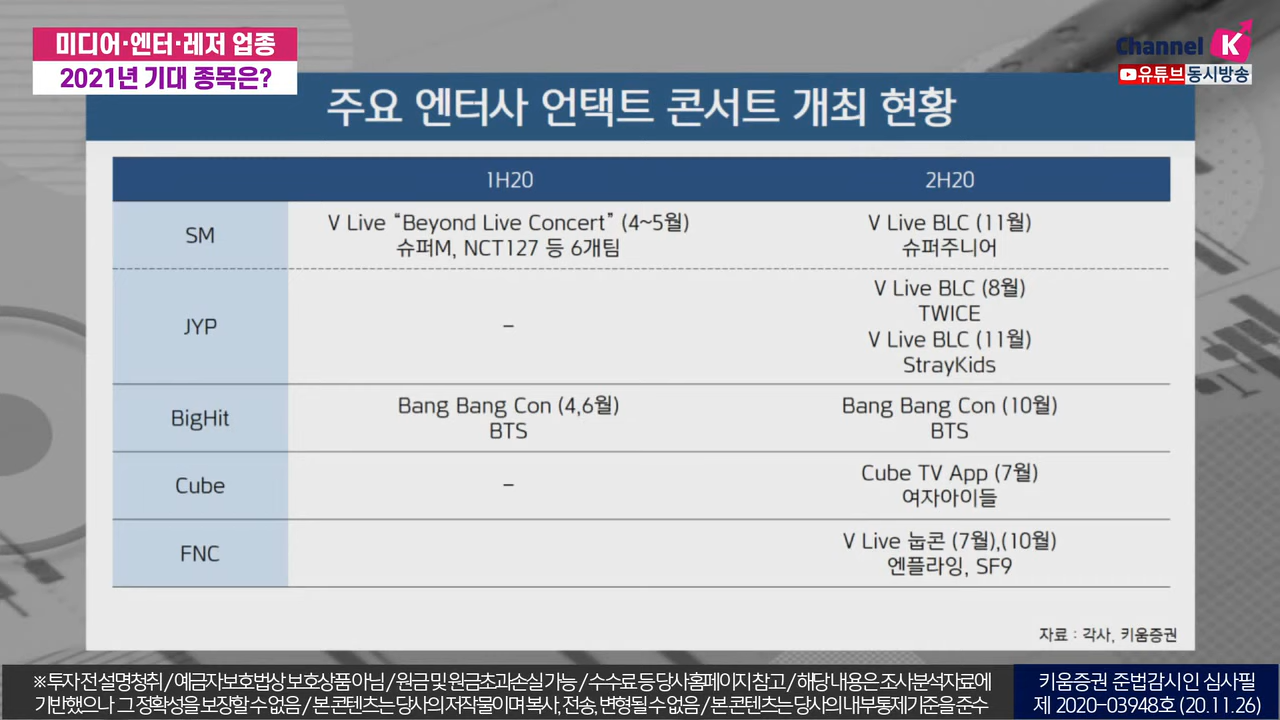 미디어·엔터·레저 업종
2021년 기대 종목은?
Channel K
유튜브동시방송
주요 엔터사 언택트 콘서트 개최 현황
1H20 2H20
SM
V Live “Beyond Live Concert” (4~5월)
슈퍼M, NCT127 등 6개팀
V Live BLC (11월)
슈퍼주니어
JYP
–
V Live BLC (8월)
TWICE
V Live BLC (11월)
StrayKids
BigHit
Bang Bang Con (4,6월)
BTS
Bang Bang Con (10월)
BTS
Cube
–
Cube TV App (7월)
여자아이들
FNC
V Live 눕콘 (7월),(10월)
엔플라잉, SF9
자료 : 각사, 키움증권
※ 투자 전 설명청취 / 예금자보호법상 보호상품 아님 / 원금 및 원금초과손실 가능 / 수수료 등 당사홈페이지 참고 / 해당 내용은 조사분석자료에
기반했으나 그 정확성을 보장할 수 없음 / 본 콘텐츠는 당사의 저작물이며 복사, 전송, 변형될 수 없음 / 본 콘텐츠는 당사의 내부통제기준을 준수
키움증권 준법감시인 심사필
제 2020-03948호 (20.11.26)